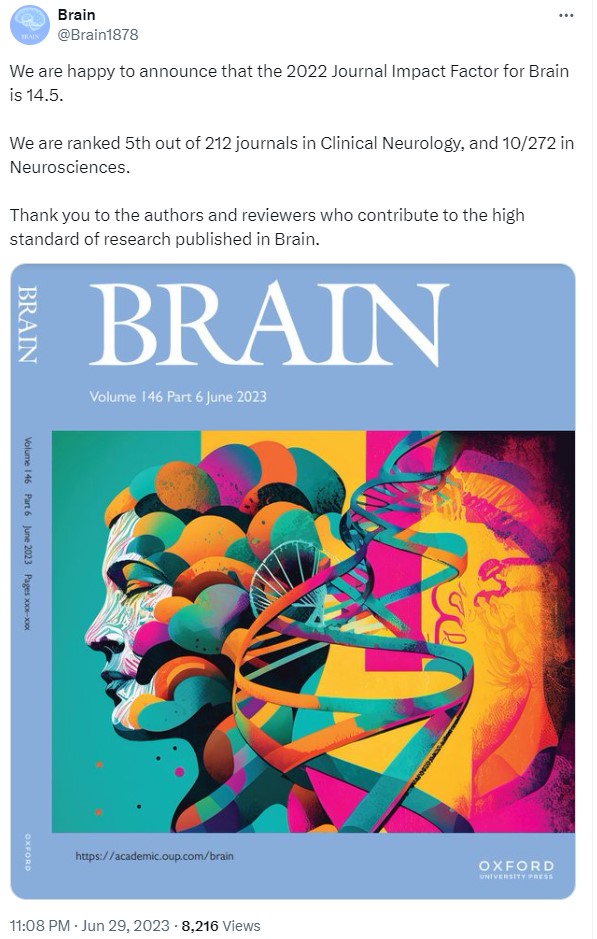 Brain
@Brain1878
We are happy to announce that the 2022 Journal Impact Factor for Brain
is 14.5.
We are ranked 5th out of 212 journals in Clinical Neurology, and 10/272 in
Neurosciences.
Thank you to the authors and reviewers who contribute to the high
standard of research published in Brain.
BRAIN
BRAIN
Volume 146 Part 6 June 2023
Volume 146 Part 6 June 2023 Pages xxx–xxx
OXFORD
https://academic.oup.com/brain
OXFORD
UNIVERSITY PRESS
11:08 PM · Jun 29, 2023 · 8,216 Views